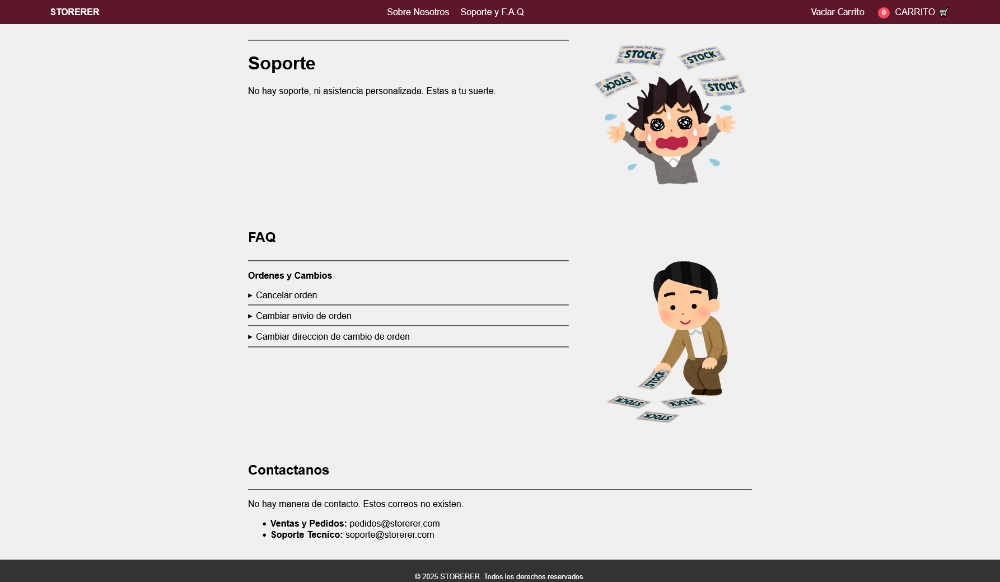 STORERER
Sobre Nosotros Soporte y F.A.Q
Vaciar Carrito 0 CARRITO
Soporte
No hay soporte, ni asistencia personalizada. Estas a tu suerte.
STOCK
STOCK
STOCK
STOCK
FAQ
Ordenes y Cambios
Cancelar orden
Cambiar envio de orden
Cambiar direccion de cambio de orden
STOCK
STOCK
STOCK
STOCK
Contactanos
No hay manera de contacto. Estos correos no existen.
• Ventas y Pedidos: pedidos@storerer.com
• Soporte Tecnico: soporte@storerer.com
© 2025 STORERER. Todos los derechos reservados.